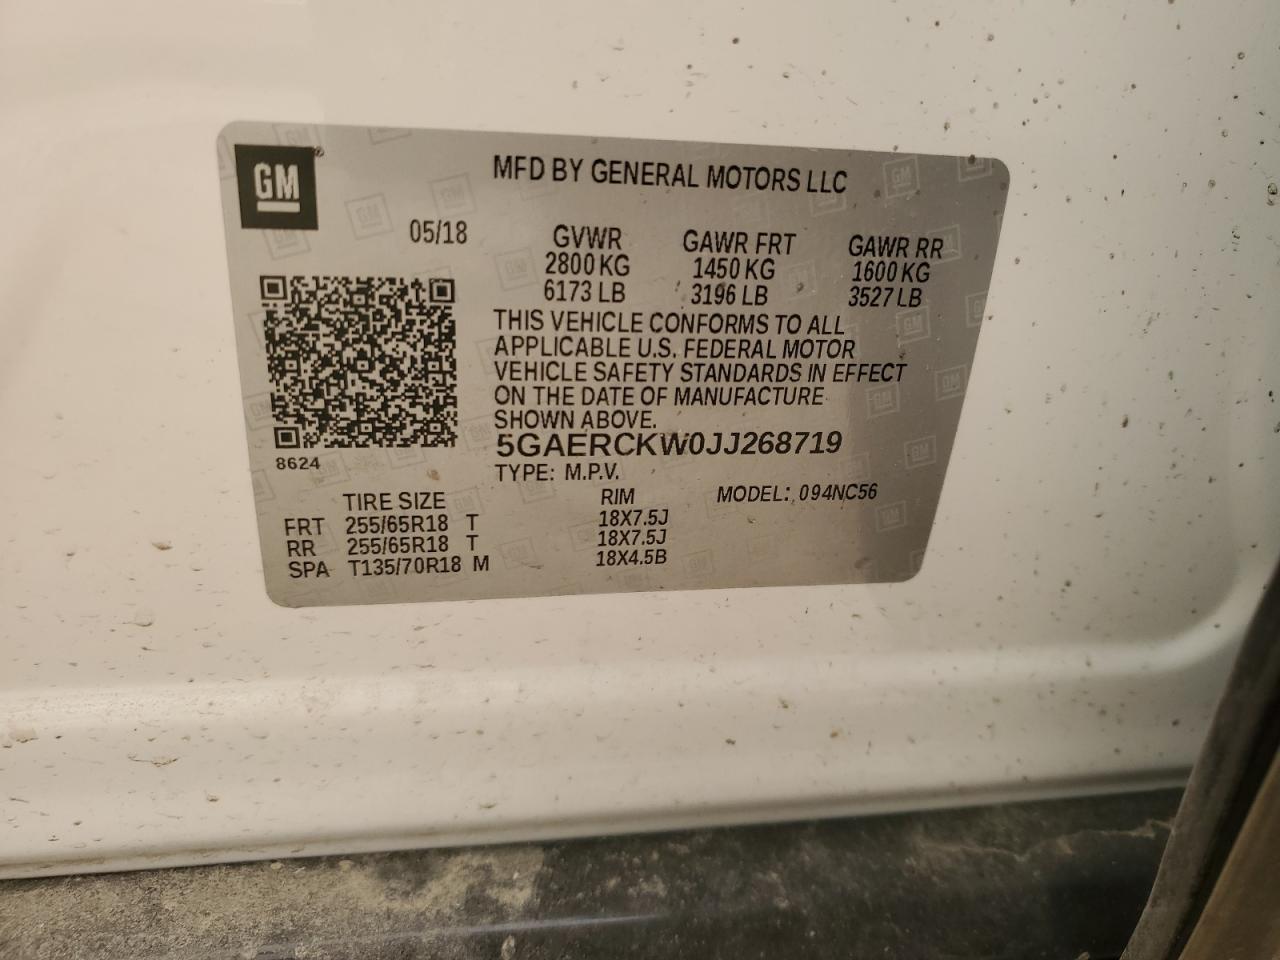 GM
MFD BY GENERAL MOTORS LLC
05/18
GVWR GAWR FRT GAWR RR
2800 KG 1450 KG 1600 KG
6173 LB 3196 LB 3527 LB
THIS VEHICLE CONFORMS TO ALL
APPLICABLE U.S. FEDERAL MOTOR
VEHICLE SAFETY STANDARDS IN EFFECT
ON THE DATE OF MANUFACTURE
SHOWN ABOVE.
5GAERCKW0JJ268719
8624
TYPE: M.P.V.
TIRE SIZE RIM MODEL: 094NC56
FRT 255/65R18 T 18X7.5J
RR 255/65R18 T 18X7.5J
SPA T135/70R18 M 18X4.5B